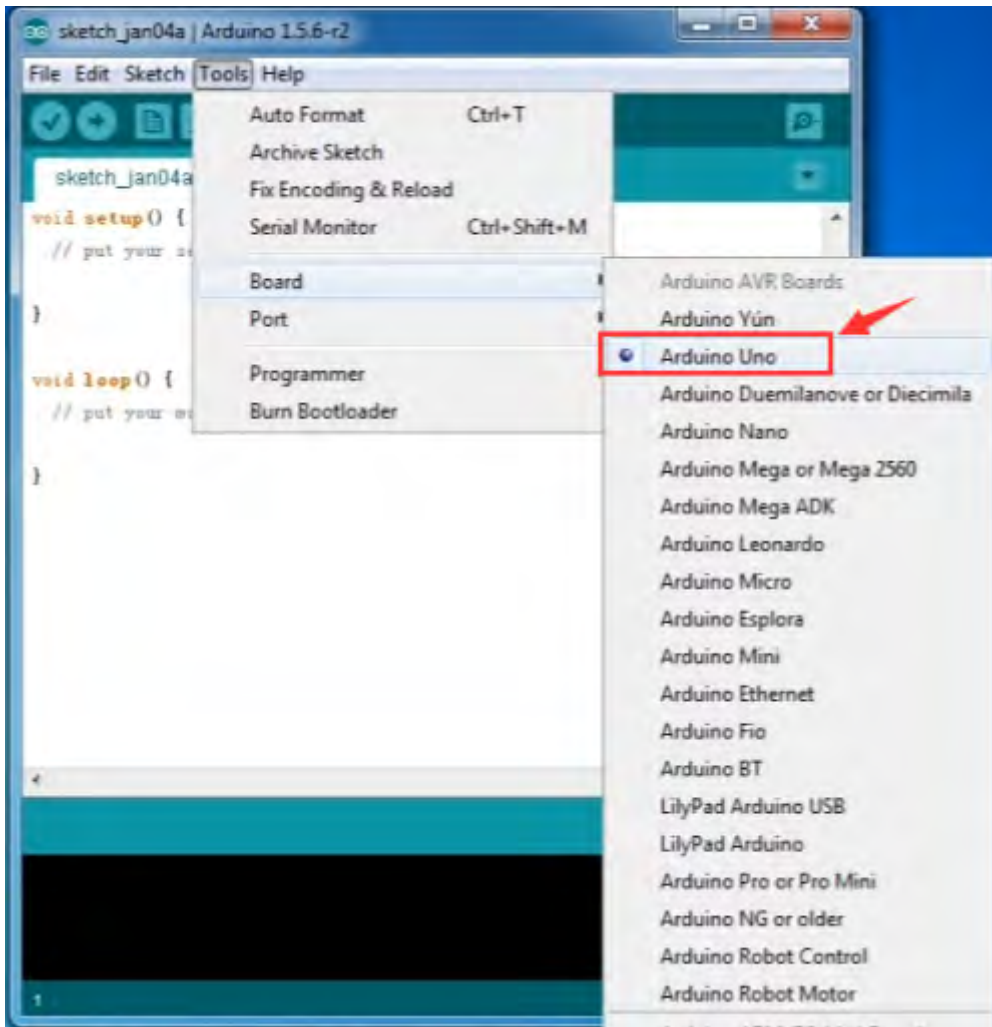 sketch_jan04a | Arduino 1.5.6-r2
File Edit Sketch Tools Help
Auto Format Ctrl+T
Archive Sketch
Fix Encoding & Reload
Serial Monitor Ctrl+Shift+M
Board
Port
Programmer
Burn Bootloader
sketch_jan04a
void setup() {
// put your
}
void loop() {
// put your
}
Arduino AVR Boards
Arduino Yún
Arduino Uno
Arduino Duemilanove or Diecimila
Arduino Nano
Arduino Mega or Mega 2560
Arduino Mega ADK
Arduino Leonardo
Arduino Micro
Arduino Esplora
Arduino Mini
Arduino Ethernet
Arduino Fio
Arduino BT
LilyPad Arduino USB
LilyPad Arduino
Arduino Pro or Pro Mini
Arduino NG or older
Arduino Robot Control
Arduino Robot Motor
1